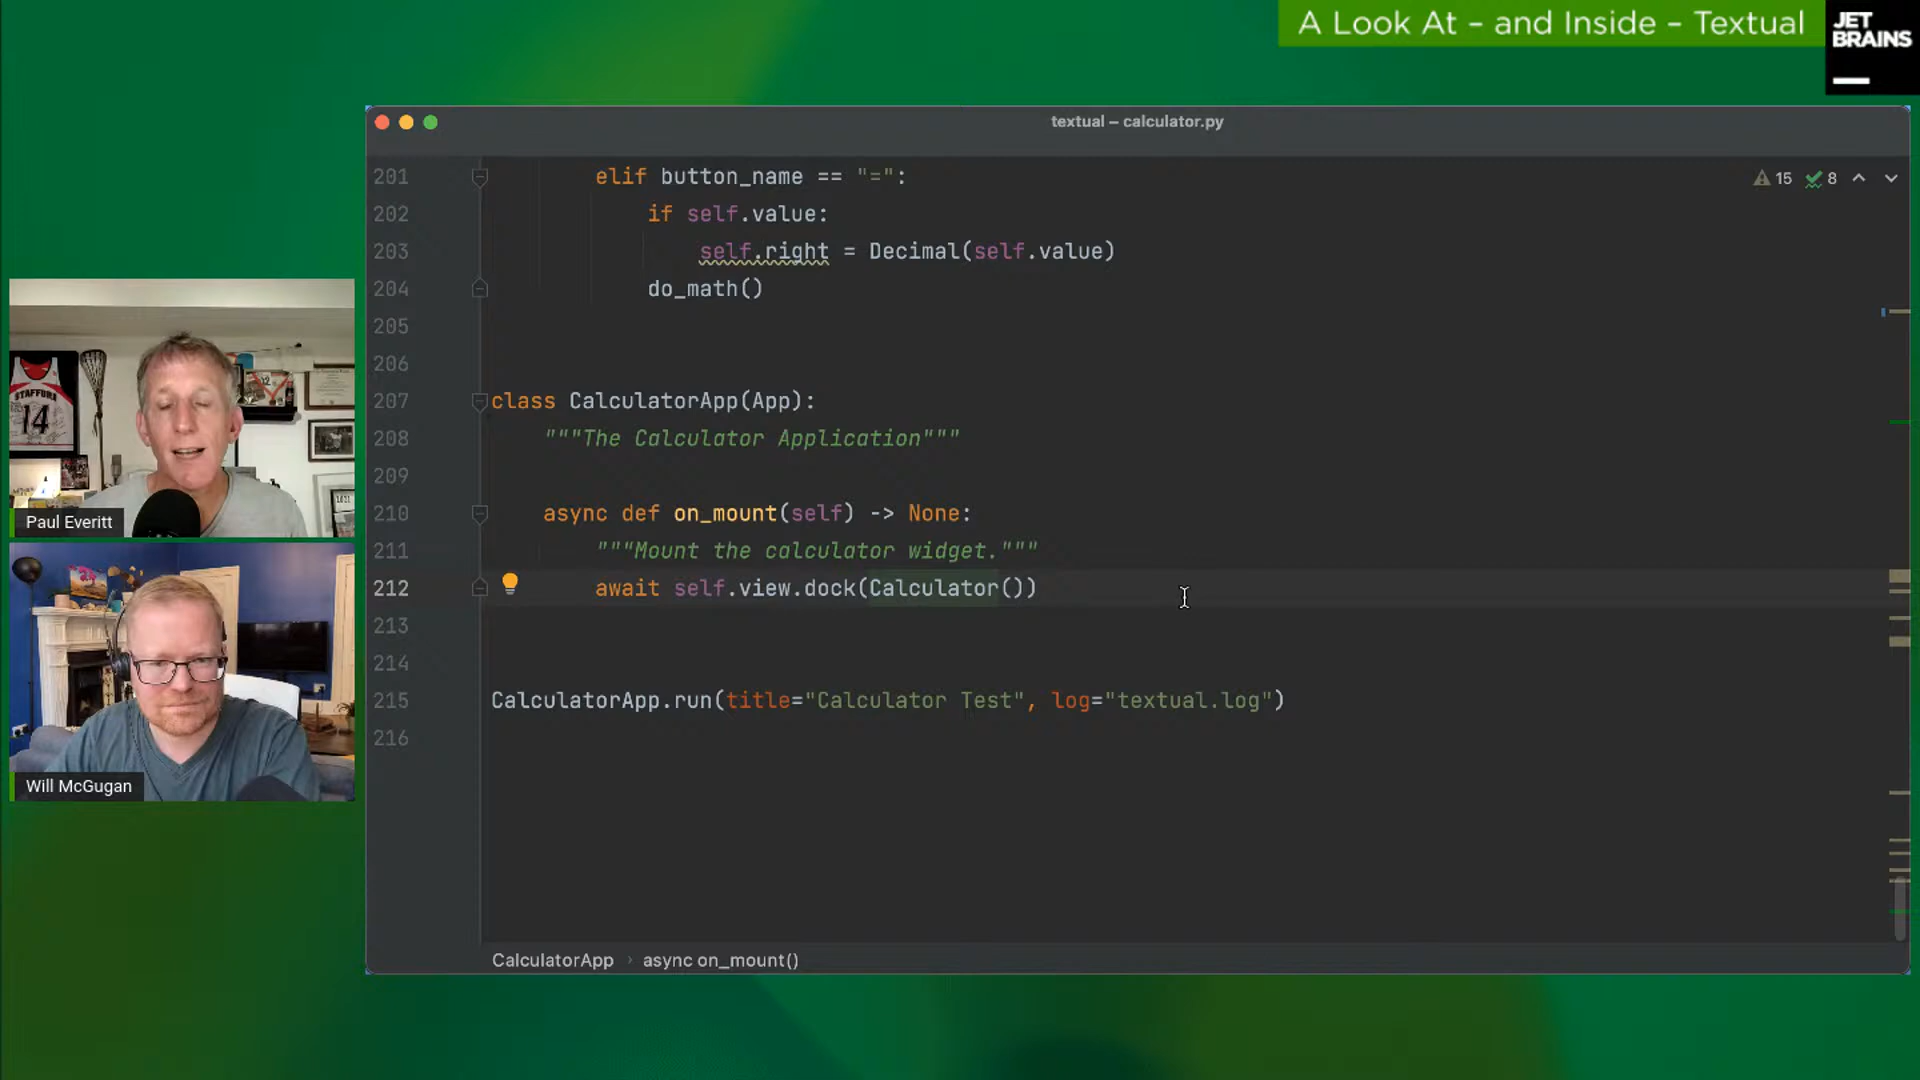 A Look At – and Inside – Textual
JET
BRAINS
textual – calculator.py
15 8
201 elif button_name == "=":
202 if self.value:
203 self.right = Decimal(self.value)
204 do_math()
205
206
207 class CalculatorApp(App):
208 """The Calculator Application"""
209
210 async def on_mount(self) -> None:
211 """Mount the calculator widget."""
212 await self.view.dock(Calculator())
213
214
215 CalculatorApp.run(title="Calculator Test", log="textual.log")
216
CalculatorApp › async on_mount()
STAFFORD
14
Paul Everitt
Will McGugan